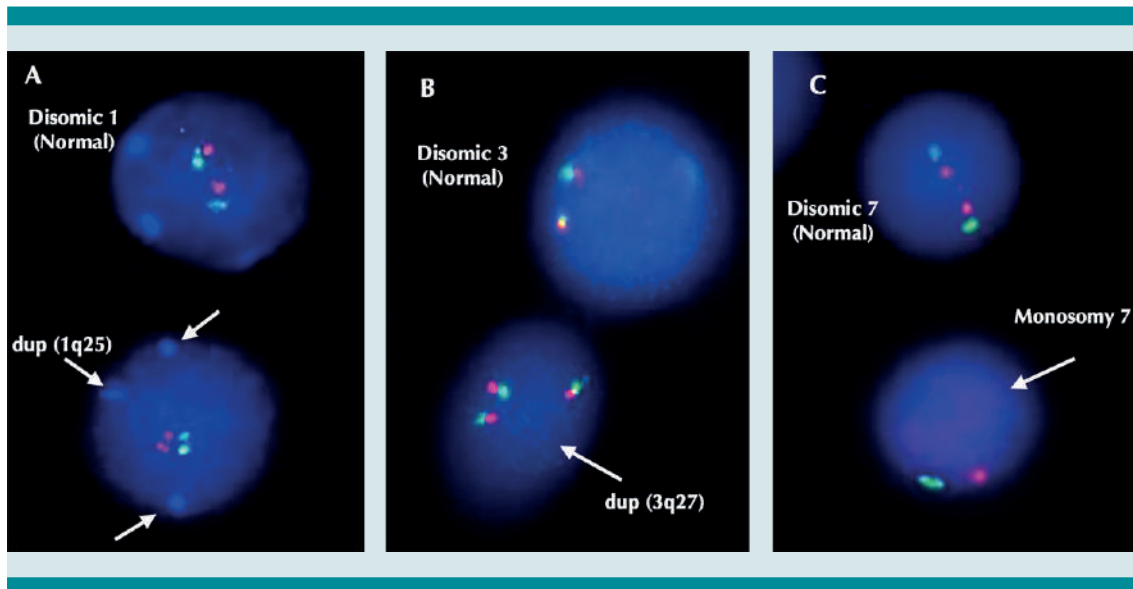 A
Disomic 1
(Normal)
dup (1q25)
B
Disomic 3
(Normal)
dup (3q27)
C
Disomic 7
(Normal)
Monosomy 7